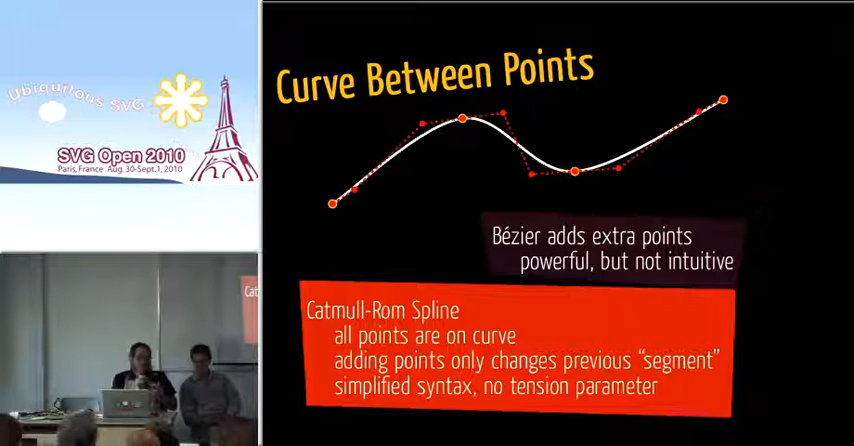 Ubiquitous SVG
SVG Open 2010
Paris, France Aug. 30-Sept.1, 2010
Curve Between Points
Bézier adds extra points
powerful, but not intuitive
Catmull-Rom Spline
all points are on curve
adding points only changes previous “segment”
simplified syntax, no tension parameter
Cat